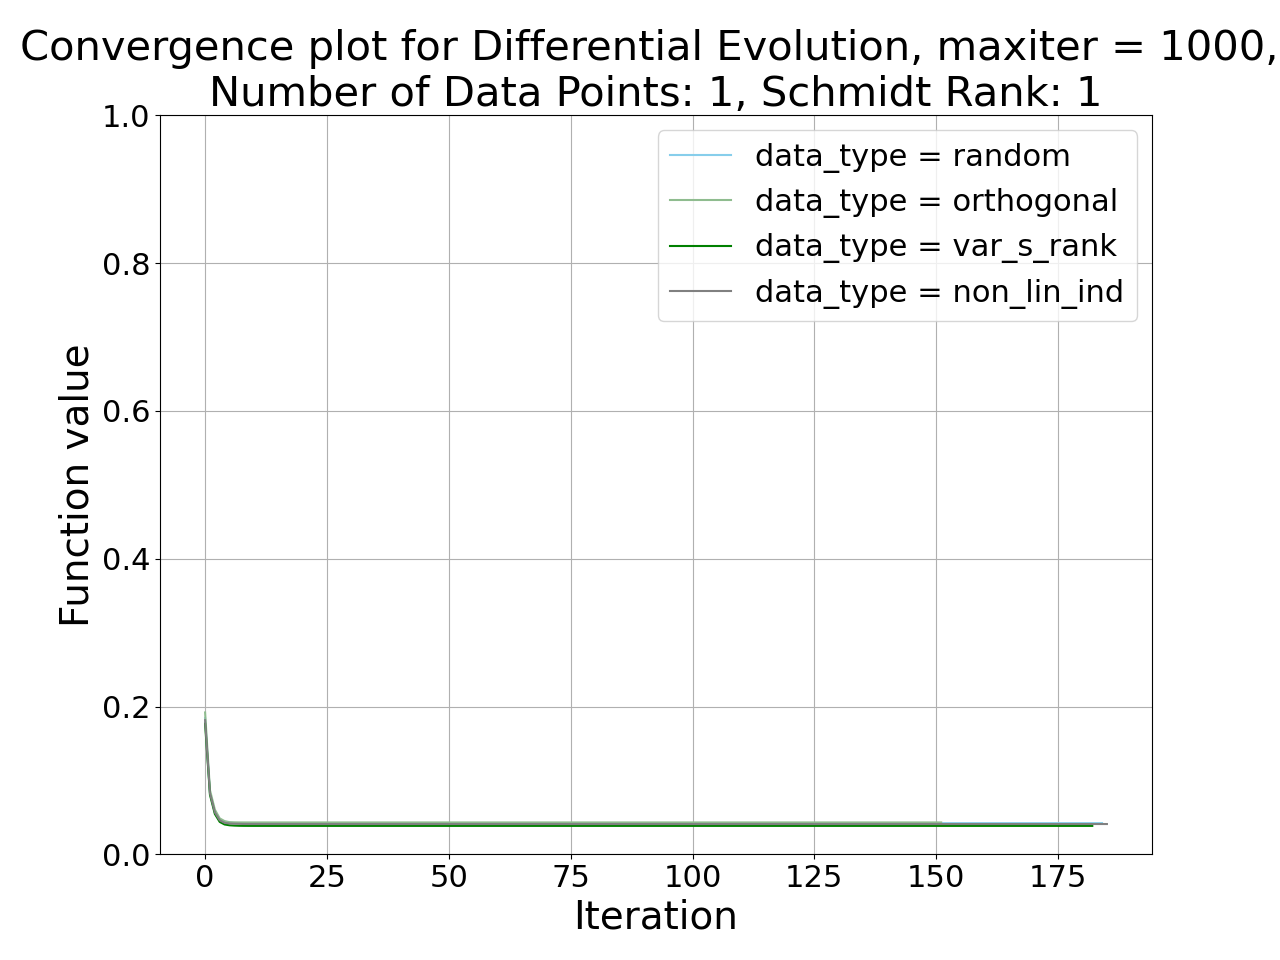 Convergence plot for Differential Evolution, maxiter = 1000,
Number of Data Points: 1, Schmidt Rank: 1
1.0
0.8
0.6
0.4
0.2
0.0
Function value
data_type = random
data_type = orthogonal
data_type = var_s_rank
data_type = non_lin_ind
0 25 50 75 100 125 150 175
Iteration